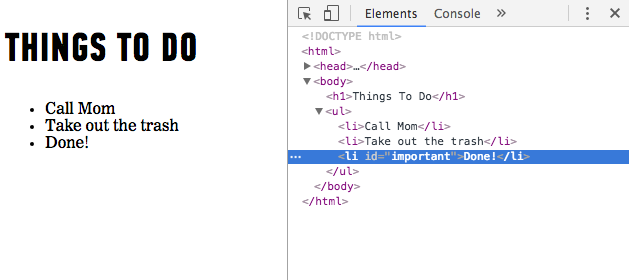 THINGS TO DO
• Call Mom
• Take out the trash
• Done!
Elements Console »
<!DOCTYPE html>
<html>
▶<head>…</head>
▼<body>
<h1>Things To Do</h1>
▼<ul>
<li>Call Mom</li>
<li>Take out the trash</li>
••• <li id="important">Done!</li>
</ul>
</body>
</html>